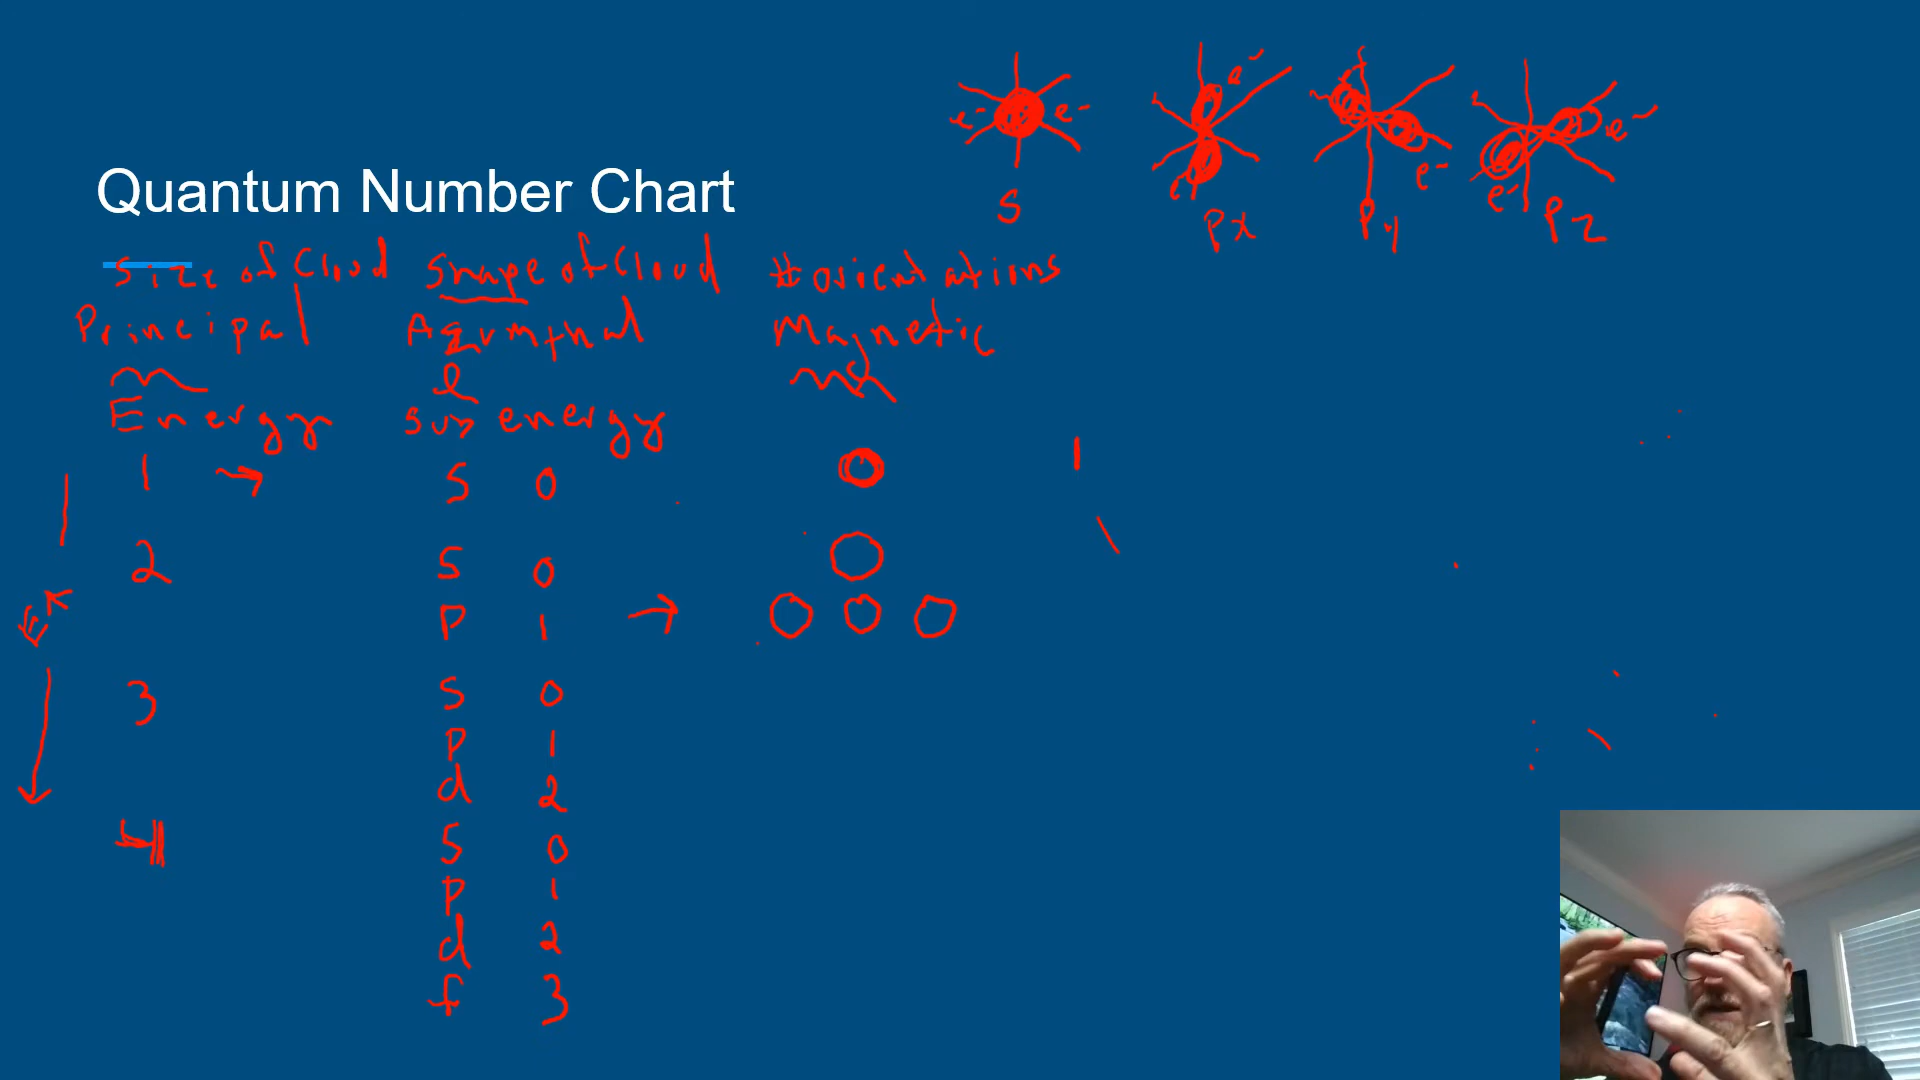 e- e- e- e- e- e-
S Px Py Pz
Quantum Number Chart
Size of Cloud Shape of Cloud # orientations
Principal Magnetic
n l ml
Energy sub energy
1 → S 0
1
2 S 0
P 1 →
3 S 0
P 1
d 2
4 S 0
P 1
d 2
f 3